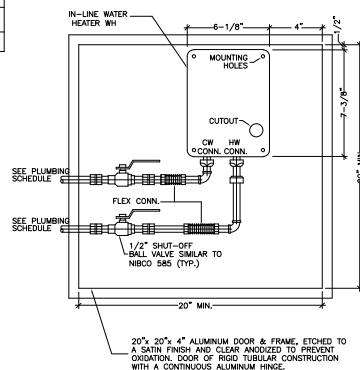 IN-LINE WATER
HEATER WH
6-1/8"
4"
1/2"
MOUNTING
HOLES
7-3/8"
CUTOUT
CW
CONN.
HW
CONN.
SEE PLUMBING
SCHEDULE
FLEX CONN.
SEE PLUMBING
SCHEDULE
1/2" SHUT-OFF
BALL VALVE SIMILAR TO
NIBCO 585 (TYP.)
20" MIN.
20"x 20"x 4" ALUMINUM DOOR & FRAME, ETCHED TO
A SATIN FINISH AND CLEAR ANODIZED TO PREVENT
OXIDATION. DOOR OF RIGID TUBULAR CONSTRUCTION
WITH A CONTINUOUS ALUMINUM HINGE.